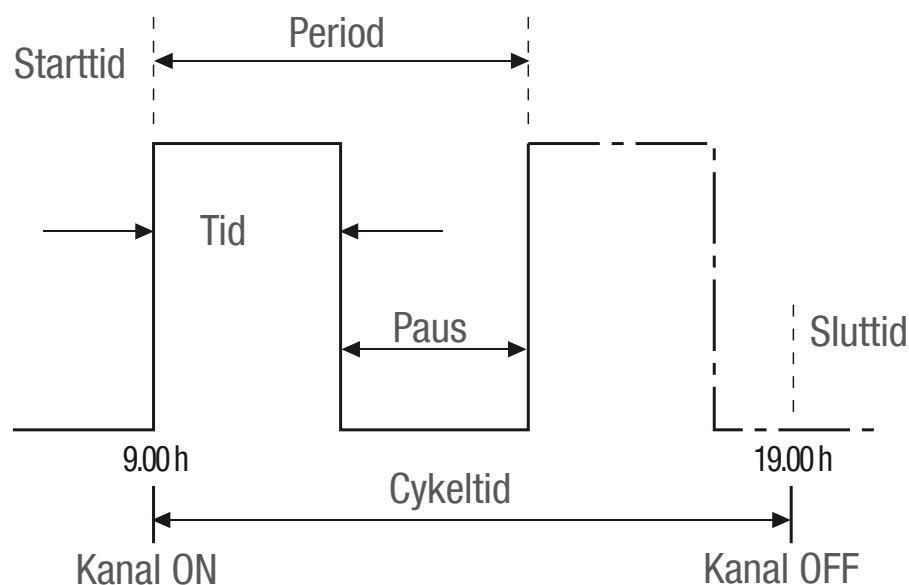 Period
Starttid
Tid
Paus
Sluttid
9.00 h
19.00 h
Cykeltid
Kanal ON
Kanal OFF